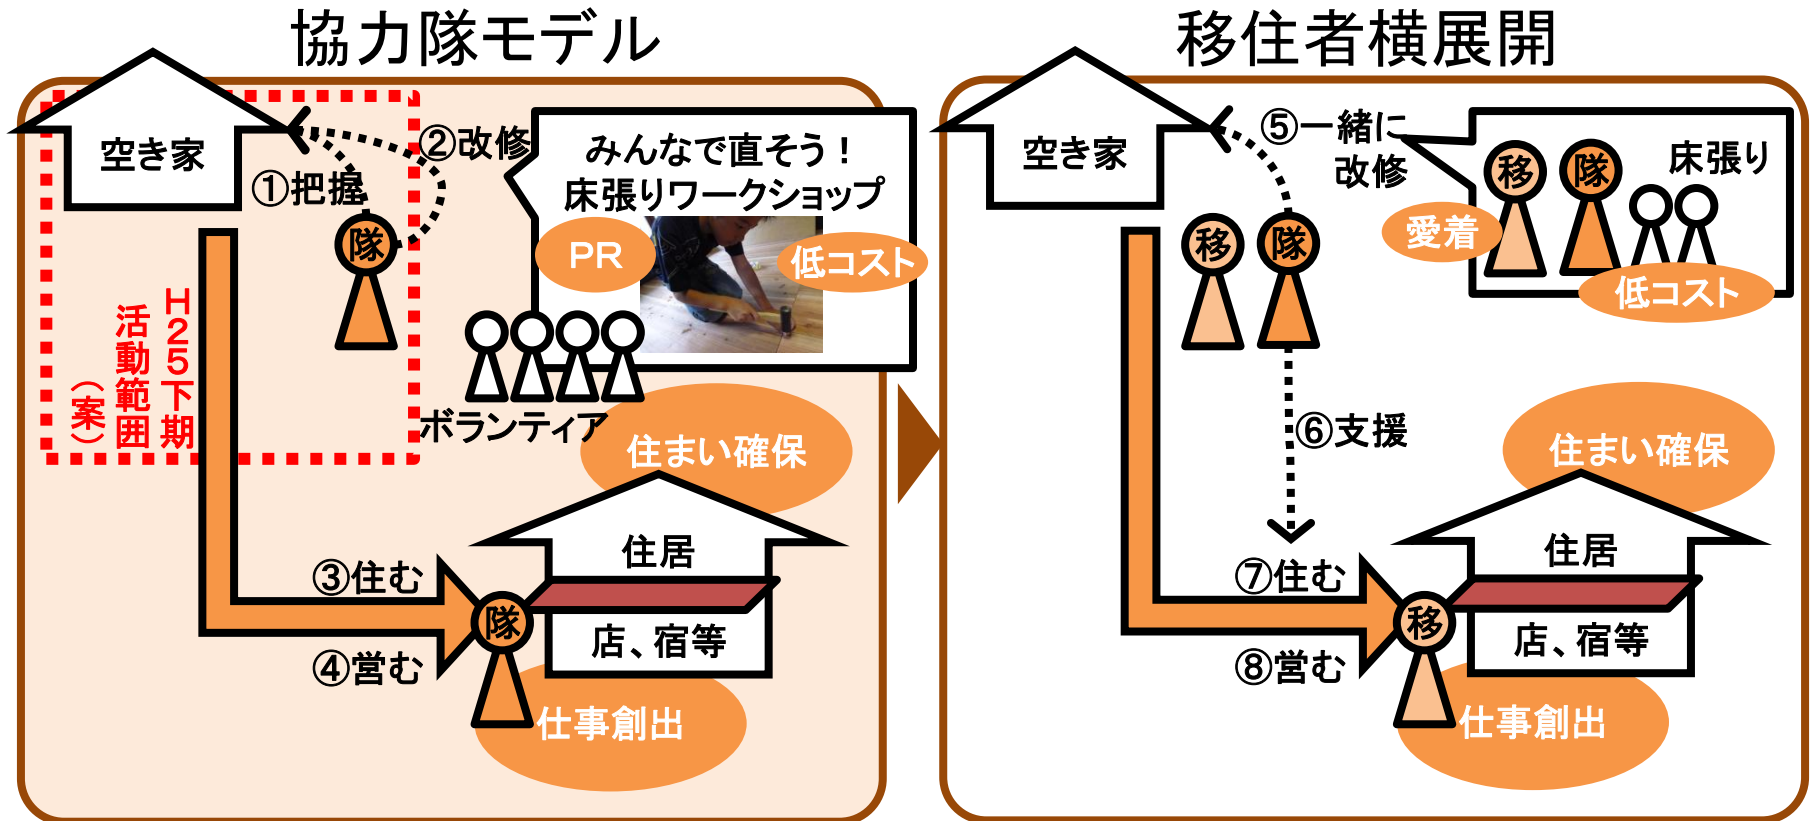 協力隊モデル
空き家
①把握
②改修
隊
みんなで直そう！
床張りワークショップ
PR
低コスト
ボランティア
H25下期
活動範囲
（案）
住まい確保
③住む
④営む
隊
住居
店、宿等
仕事創出
移住者横展開
空き家
⑤一緒に
改修
移
隊
床張り
移
隊
愛着
低コスト
⑥支援
住まい確保
⑦住む
⑧営む
移
住居
店、宿等
仕事創出